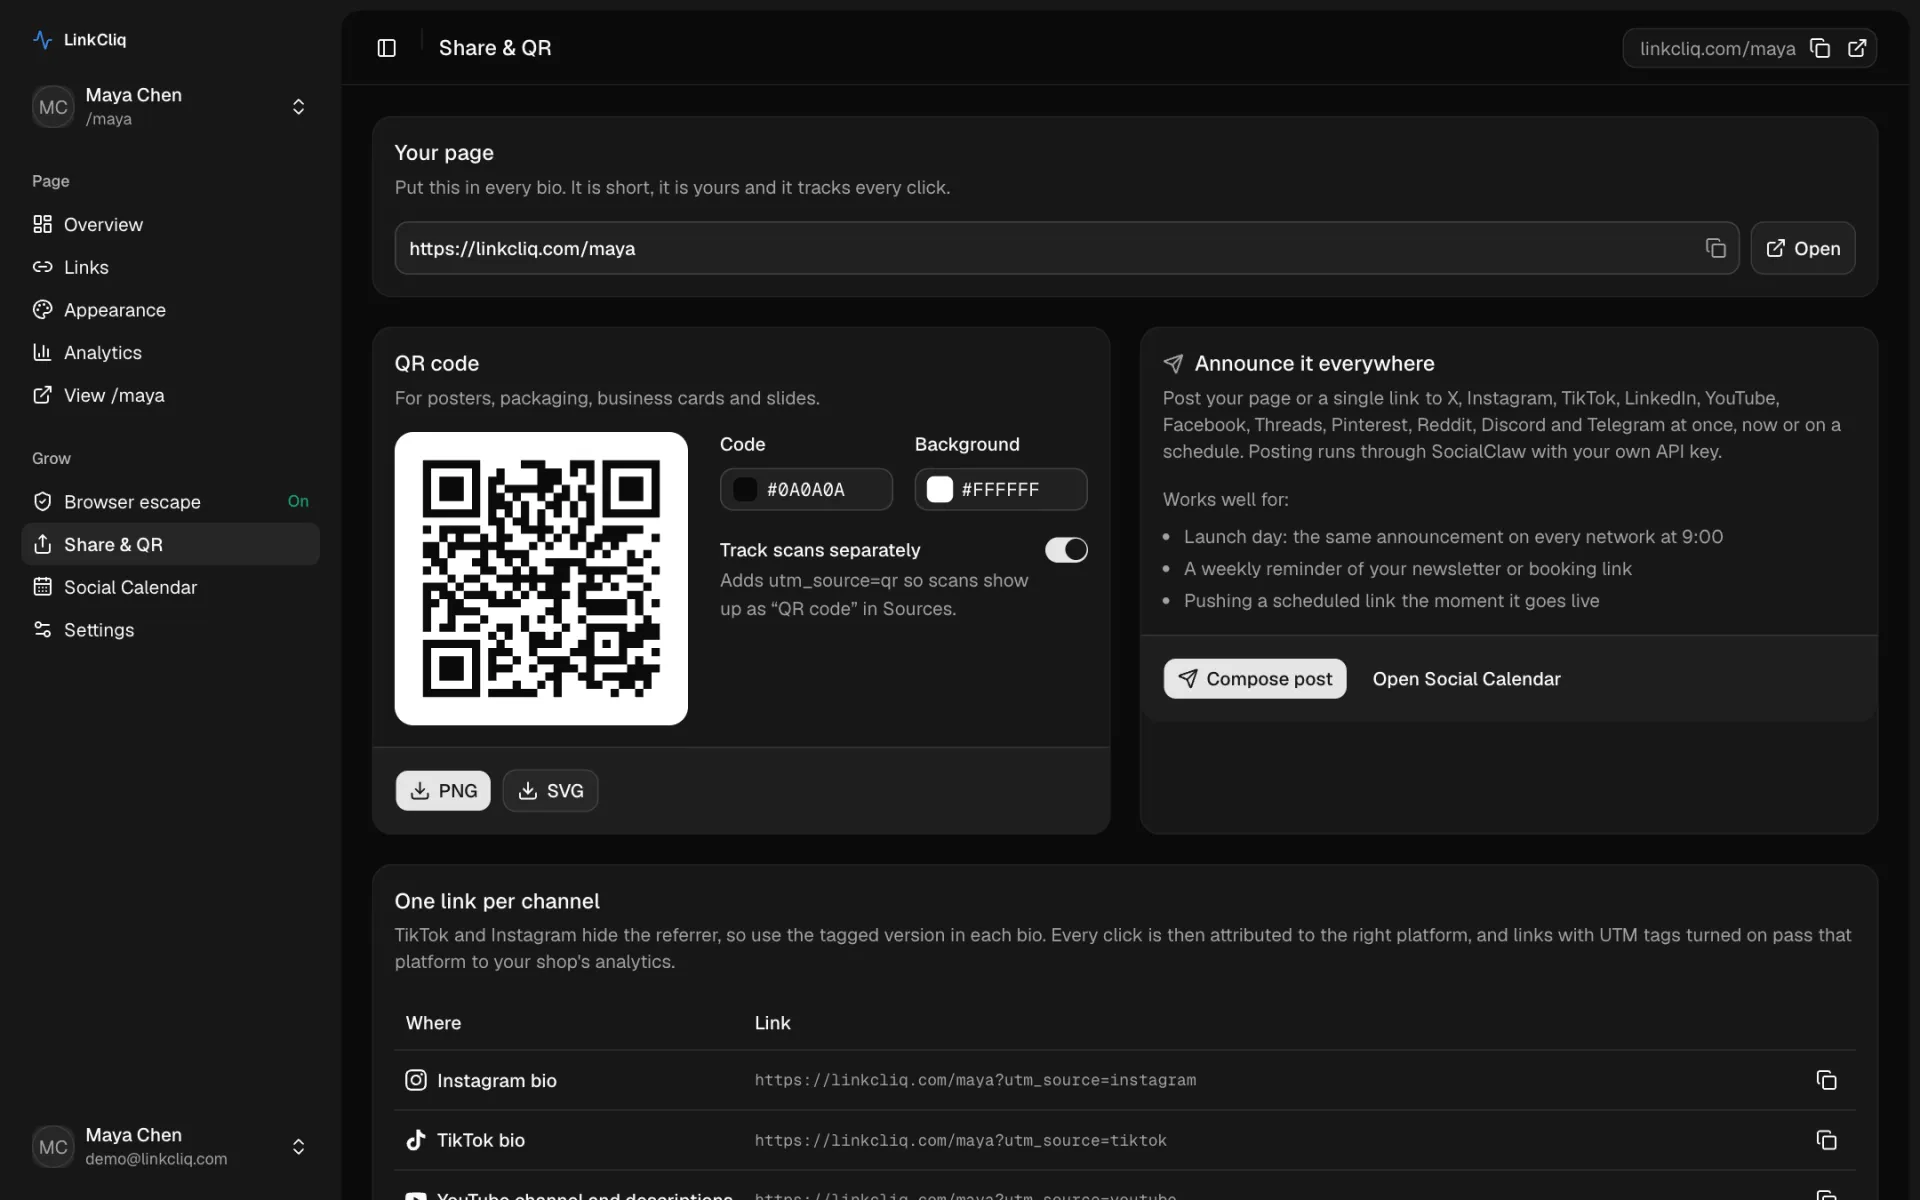 LinkCliq
MC
Maya Chen
/maya
Page
Overview
Links
Appearance
Analytics
View /maya
Grow
Browser escape
On
Share & QR
Social Calendar
Settings
MC
Maya Chen
demo@linkcliq.com
Share & QR
linkcliq.com/maya
Your page
Put this in every bio. It is short, it is yours and it tracks every click.
https://linkcliq.com/maya
Open
QR code
For posters, packaging, business cards and slides.
Code
Background
#0A0A0A
#FFFFFF
Track scans separately
Adds utm_source=qr so scans show
up as “QR code” in Sources.
PNG
SVG
Announce it everywhere
Post your page or a single link to X, Instagram, TikTok, LinkedIn, YouTube,
Facebook, Threads, Pinterest, Reddit, Discord and Telegram at once, now or on a
schedule. Posting runs through SocialClaw with your own API key.
Works well for:
• Launch day: the same announcement on every network at 9:00
• A weekly reminder of your newsletter or booking link
• Pushing a scheduled link the moment it goes live
Compose post
Open Social Calendar
One link per channel
TikTok and Instagram hide the referrer, so use the tagged version in each bio. Every click is then attributed to the right platform, and links with UTM tags turned on pass that
platform to your shop's analytics.
Where
Link
Instagram bio
https://linkcliq.com/maya?utm_source=instagram
TikTok bio
https://linkcliq.com/maya?utm_source=tiktok
YouTube channel and descriptions
https://linkcliq.com/maya?utm_source=youtube